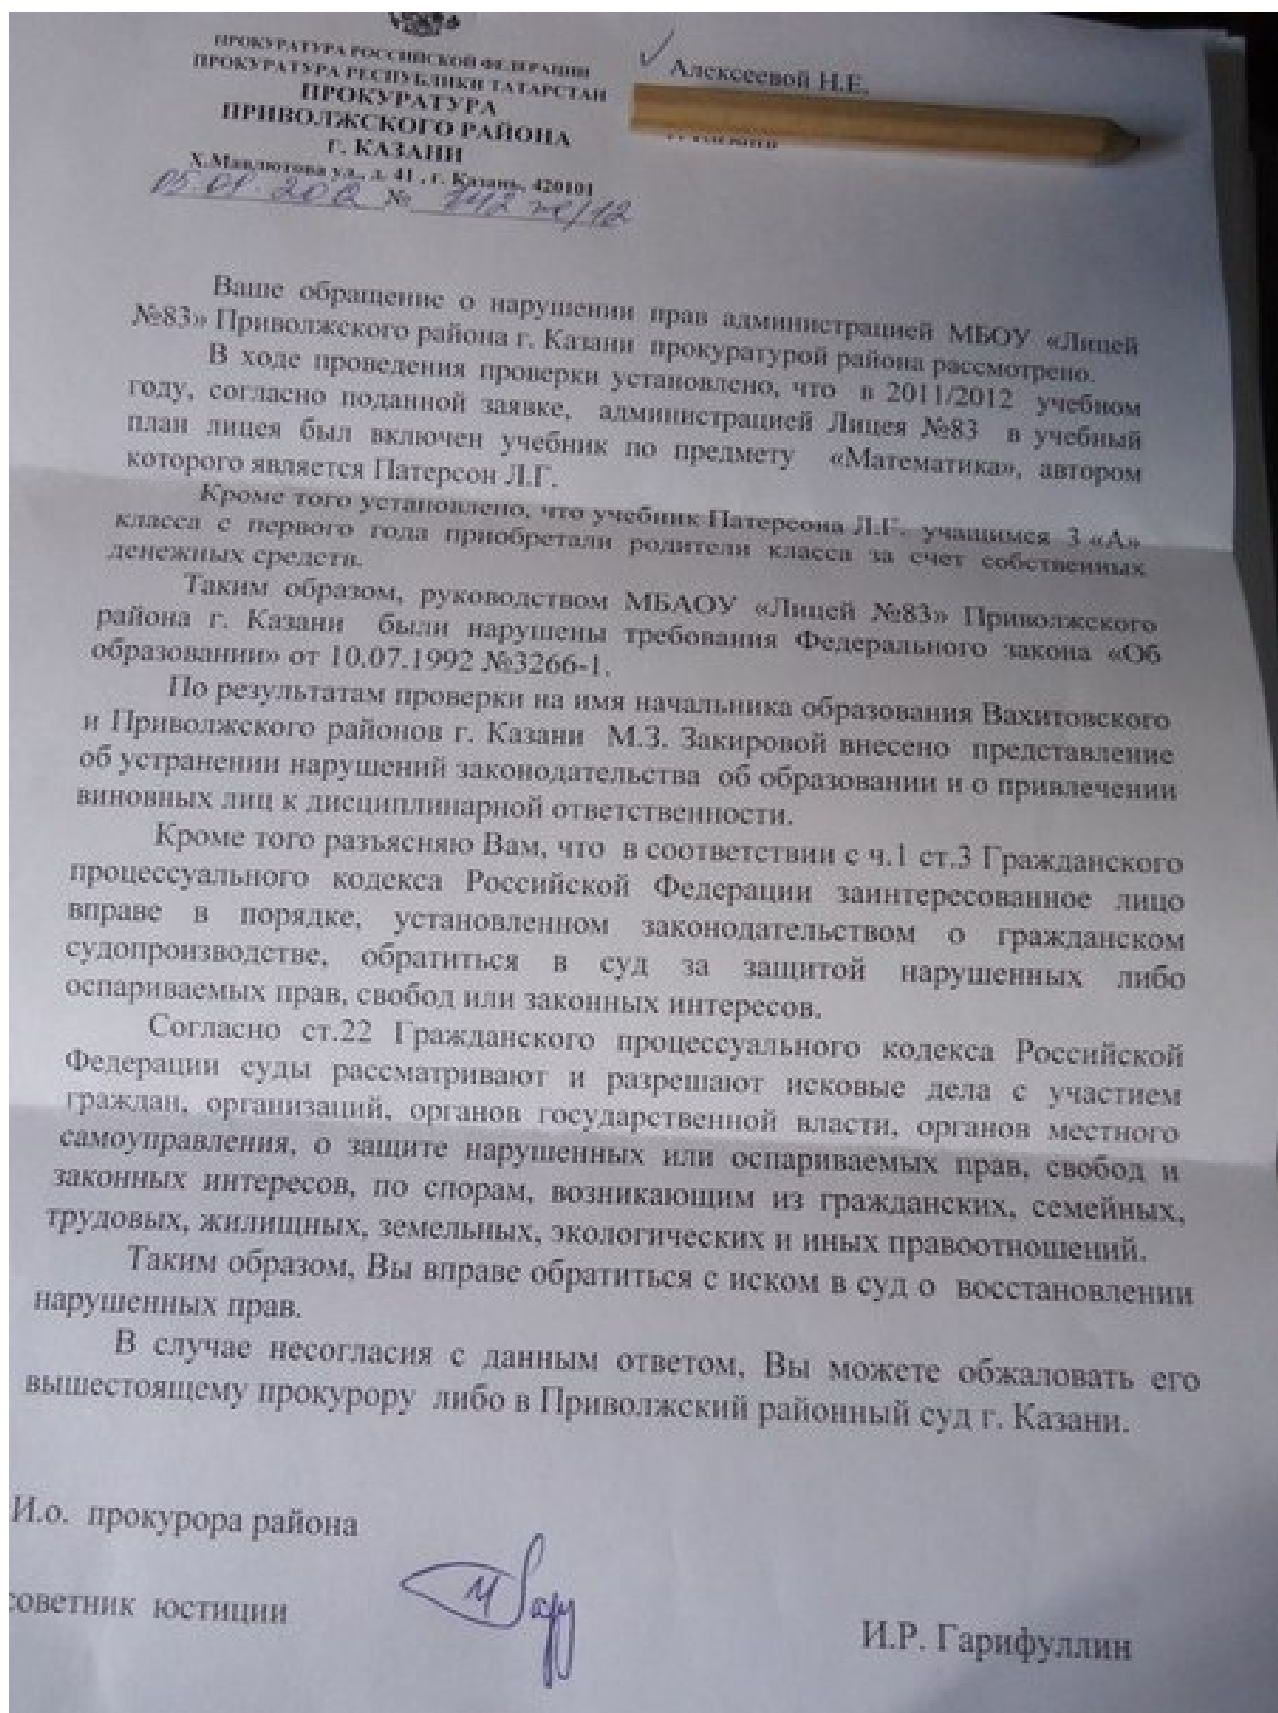 ПРОКУРАТУРА РОССИЙСКОЙ ФЕДЕРАЦИИ
ПРОКУРАТУРА РЕСПУБЛИКИ ТАТАРСТАН
ПРОКУРАТУРА
ПРИВОЛЖСКОГО РАЙОНА
Г. КАЗАНИ
Х.Мавлютова ул., д. 41 , г. Казань, 420101
05.01.2012 №
Алексеевой Н.Е.
Ваше обращение о нарушении прав администрацией МБОУ «Лицей
№83» Приволжского района г. Казани прокуратурой района рассмотрено.
В ходе проведения проверки установлено, что в 2011/2012 учебном
году, согласно поданной заявке, администрацией Лицея №83 в учебный
план лицея был включен учебник по предмету «Математика», автором
которого является Патерсон Л.Г.
Кроме того установлено, что учебник Патерсона Л.Г. учащимся 3 «А»
класса с первого года приобретали родители класса за счет собственных
денежных средств.
Таким образом, руководством МБАОУ «Лицей №83» Приволжского
района г. Казани были нарушены требования Федерального закона «Об
образовании» от 10.07.1992 №3266-1.
По результатам проверки на имя начальника образования Вахитовского
и Приволжского районов г. Казани М.З. Закировой внесено представление
об устранении нарушений законодательства об образовании и о привлечении
виновных лиц к дисциплинарной ответственности.
Кроме того разъясняю Вам, что в соответствии с ч.1 ст.3 Гражданского
процессуального кодекса Российской Федерации заинтересованное лицо
вправе в порядке, установленном законодательством о гражданском
судопроизводстве, обратиться в суд за защитой нарушенных либо
оспариваемых прав, свобод или законных интересов.
Согласно ст.22 Гражданского процессуального кодекса Российской
Федерации суды рассматривают и разрешают исковые дела с участием
граждан, организаций, органов государственной власти, органов местного
самоуправления, о защите нарушенных или оспариваемых прав, свобод и
законных интересов, по спорам, возникающим из гражданских, семейных,
трудовых, жилищных, земельных, экологических и иных правоотношений.
Таким образом, Вы вправе обратиться с иском в суд о восстановлении
нарушенных прав.
В случае несогласия с данным ответом, Вы можете обжаловать его
вышестоящему прокурору либо в Приволжский районный суд г. Казани.
И.о. прокурора района
советник юстиции
И.Р. Гарифуллин